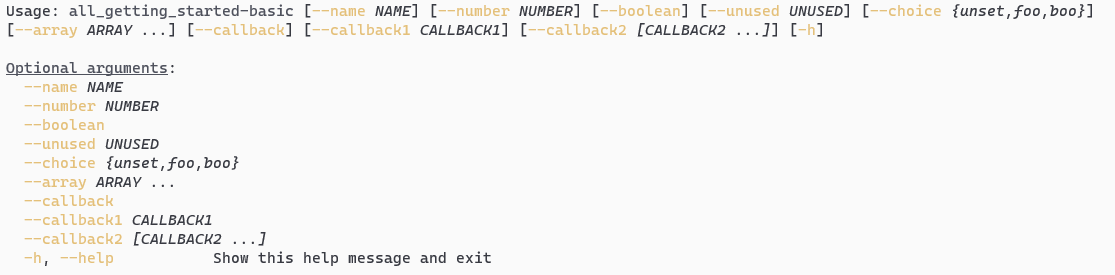 Usage: all_getting_started-basic [--name NAME] [--number NUMBER] [--boolean] [--unused UNUSED] [--choice {unset,foo,boo}]
[--array ARRAY ...] [--callback] [--callback1 CALLBACK1] [--callback2 [CALLBACK2 ...]] [-h]

Optional arguments:
  --name NAME
  --number NUMBER
  --boolean
  --unused UNUSED
  --choice {unset,foo,boo}
  --array ARRAY ...
  --callback
  --callback1 CALLBACK1
  --callback2 [CALLBACK2 ...]
  -h, --help           Show this help message and exit